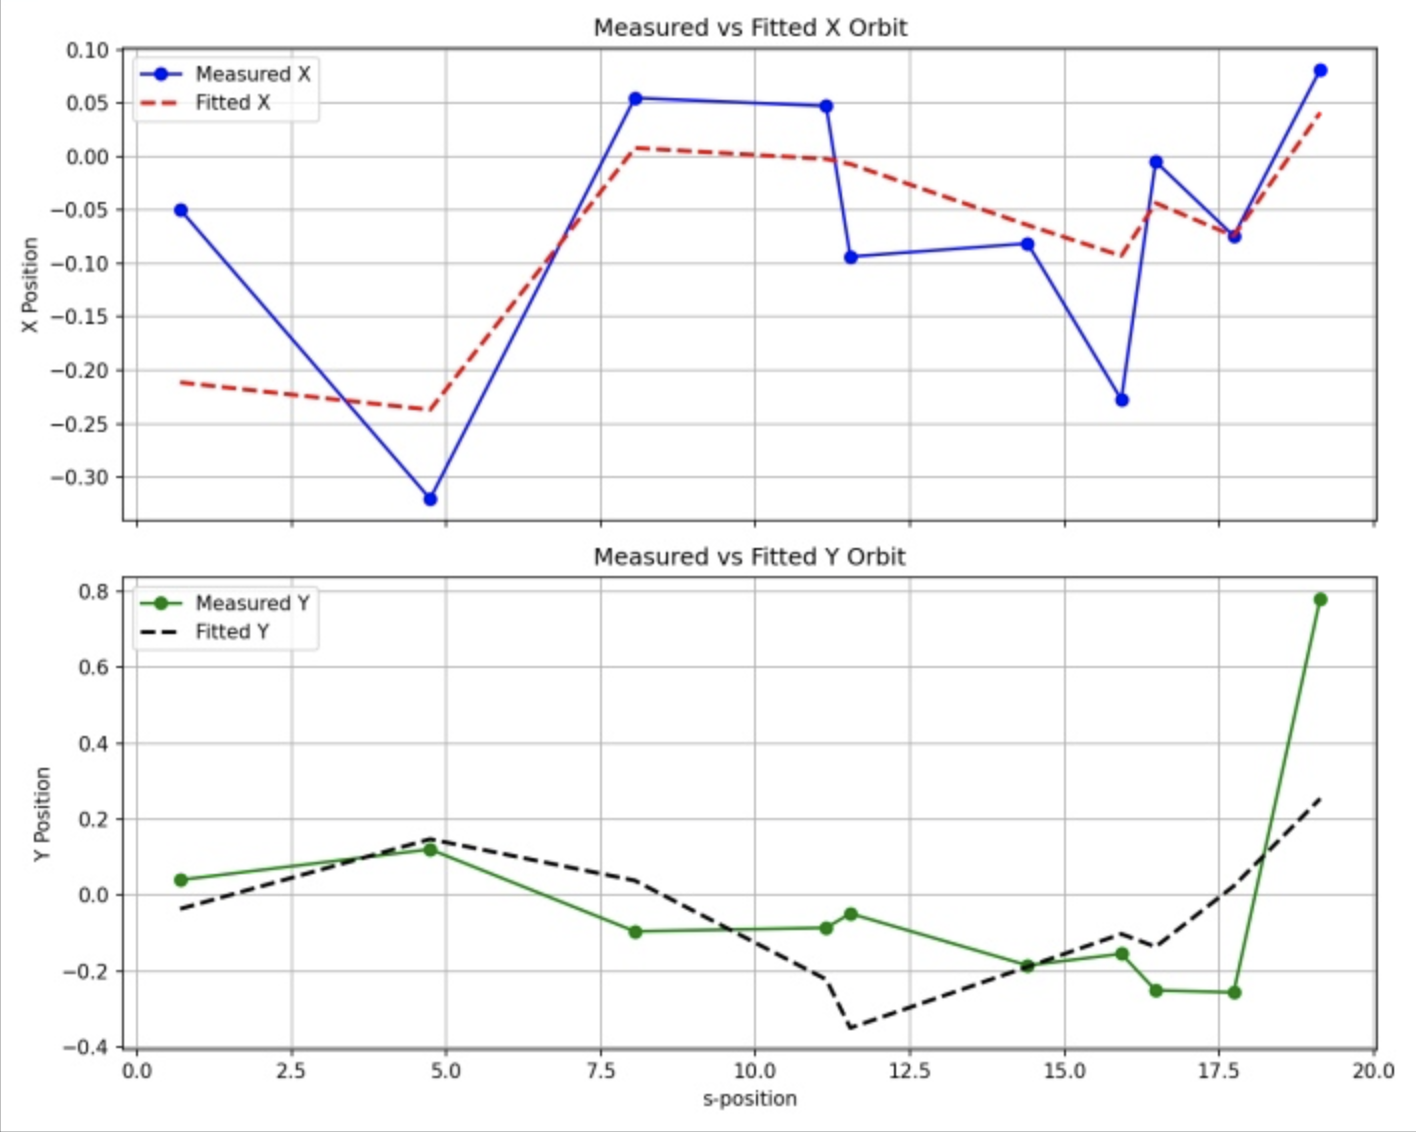 Measured vs Fitted X Orbit
0.10
0.05
0.00
−0.05
−0.10
−0.15
−0.20
−0.25
−0.30
X Position
Measured X
Fitted X
Measured vs Fitted Y Orbit
0.8
0.6
0.4
0.2
0.0
−0.2
−0.4
Y Position
Measured Y
Fitted Y
0.0 2.5 5.0 7.5 10.0 12.5 15.0 17.5 20.0
s-position